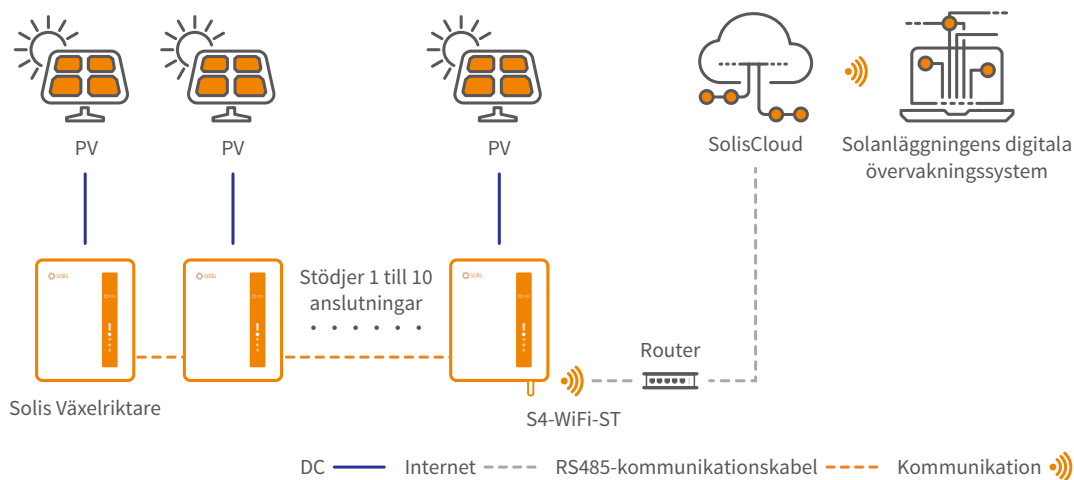 PV
PV
PV
SolisCloud
Solanläggningens digitala
övervakningssystem
solis
solis
solis
Stödjer 1 till 10
anslutningar
Router
Solis Växelriktare
S4-WiFi-ST
DC
Internet
RS485-kommunikationskabel
Kommunikation